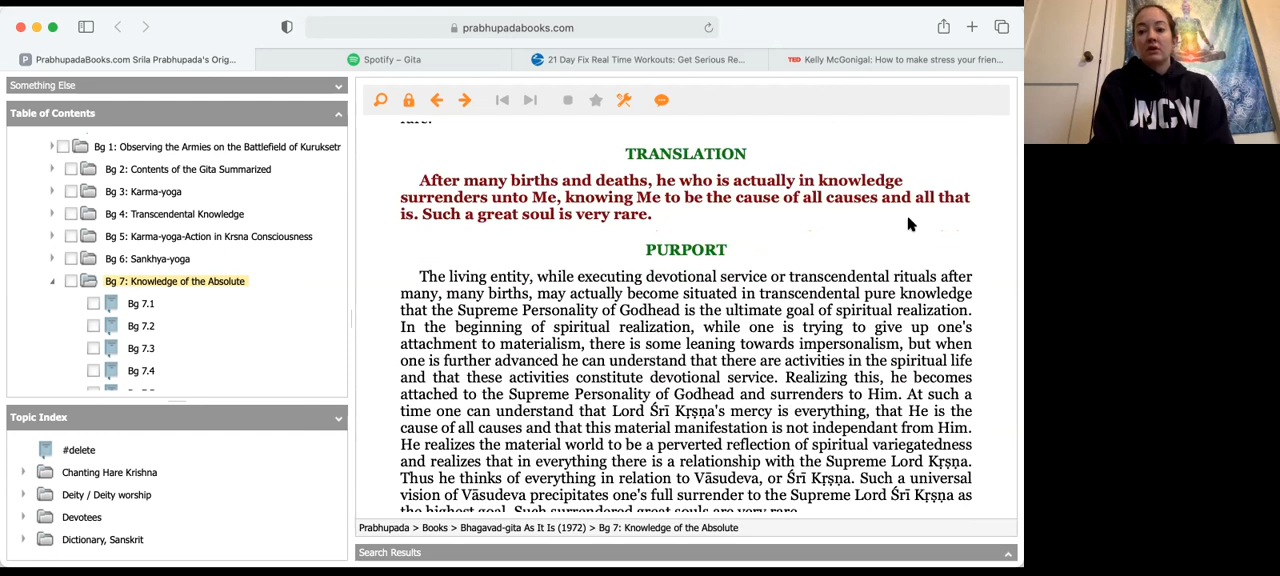 prabhupadabooks.com
P PrabhupadaBooks.com Srila Prabhupada's Orig...
Spotify – Gita
21 Day Fix Real Time Workouts: Get Serious Re...
TED Kelly McGonigal: How to make stress your frien...
Something Else
Table of Contents
Bg 1: Observing the Armies on the Battlefield of Kuruksetr
Bg 2: Contents of the Gita Summarized
Bg 3: Karma-yoga
Bg 4: Transcendental Knowledge
Bg 5: Karma-yoga-Action in Krsna Consciousness
Bg 6: Sankhya-yoga
Bg 7: Knowledge of the Absolute
Bg 7.1
Bg 7.2
Bg 7.3
Bg 7.4
Topic Index
#delete
Chanting Hare Krishna
Deity / Deity worship
Devotees
Dictionary, Sanskrit
rare.
TRANSLATION
After many births and deaths, he who is actually in knowledge
surrenders unto Me, knowing Me to be the cause of all causes and all that
is. Such a great soul is very rare.
PURPORT
The living entity, while executing devotional service or transcendental rituals after
many, many births, may actually become situated in transcendental pure knowledge
that the Supreme Personality of Godhead is the ultimate goal of spiritual realization.
In the beginning of spiritual realization, while one is trying to give up one's
attachment to materialism, there is some leaning towards impersonalism, but when
one is further advanced he can understand that there are activities in the spiritual life
and that these activities constitute devotional service. Realizing this, he becomes
attached to the Supreme Personality of Godhead and surrenders to Him. At such a
time one can understand that Lord Śrī Kṛṣṇa's mercy is everything, that He is the
cause of all causes and that this material manifestation is not independant from Him.
He realizes the material world to be a perverted reflection of spiritual variegatedness
and realizes that in everything there is a relationship with the Supreme Lord Kṛṣṇa.
Thus he thinks of everything in relation to Vāsudeva, or Śrī Kṛṣṇa. Such a universal
vision of Vāsudeva precipitates one's full surrender to the Supreme Lord Śrī Kṛṣṇa as
the highest goal. Such surrendered great souls are very rare.
Prabhupada > Books > Bhagavad-gita As It Is (1972) > Bg 7: Knowledge of the Absolute
Search Results
UNCW